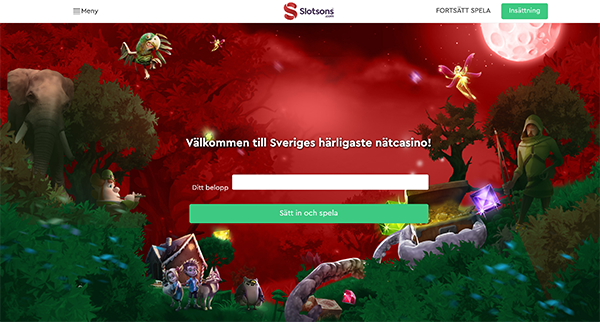 Meny
Slotsons
.com
FORTSÄTT SPELA
Insättning
Välkommen till Sveriges härligaste nätcasino!
Ditt belopp
Sätt in och spela